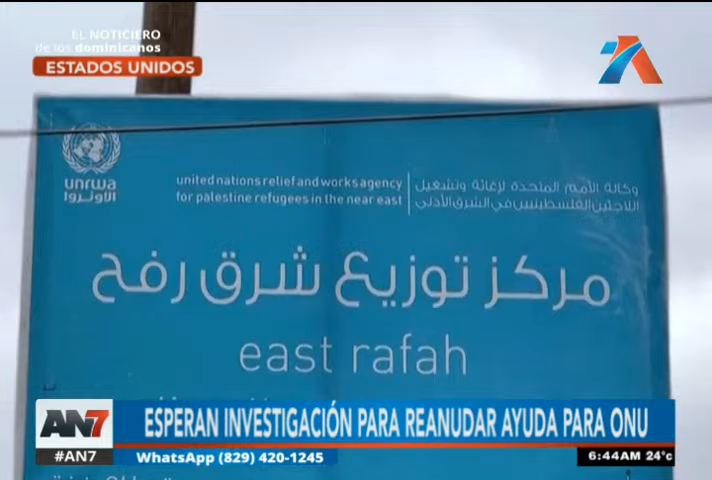 EL NOTICIERO
de los dominicanos
ESTADOS UNIDOS
unrwa
الاونروا
united nations relief and works agency
for palestine refugees in the near east
وكالة الأمم المتحدة لإغاثة وتشغيل
اللاجئين الفلسطينيين في الشرق الأدنى
مركز توزيع شرق رفح
east rafah
AN7
#AN7
ESPERAN INVESTIGACIÓN PARA REANUDAR AYUDA PARA ONU
WhatsApp (829) 420-1245
6:44AM 24°c